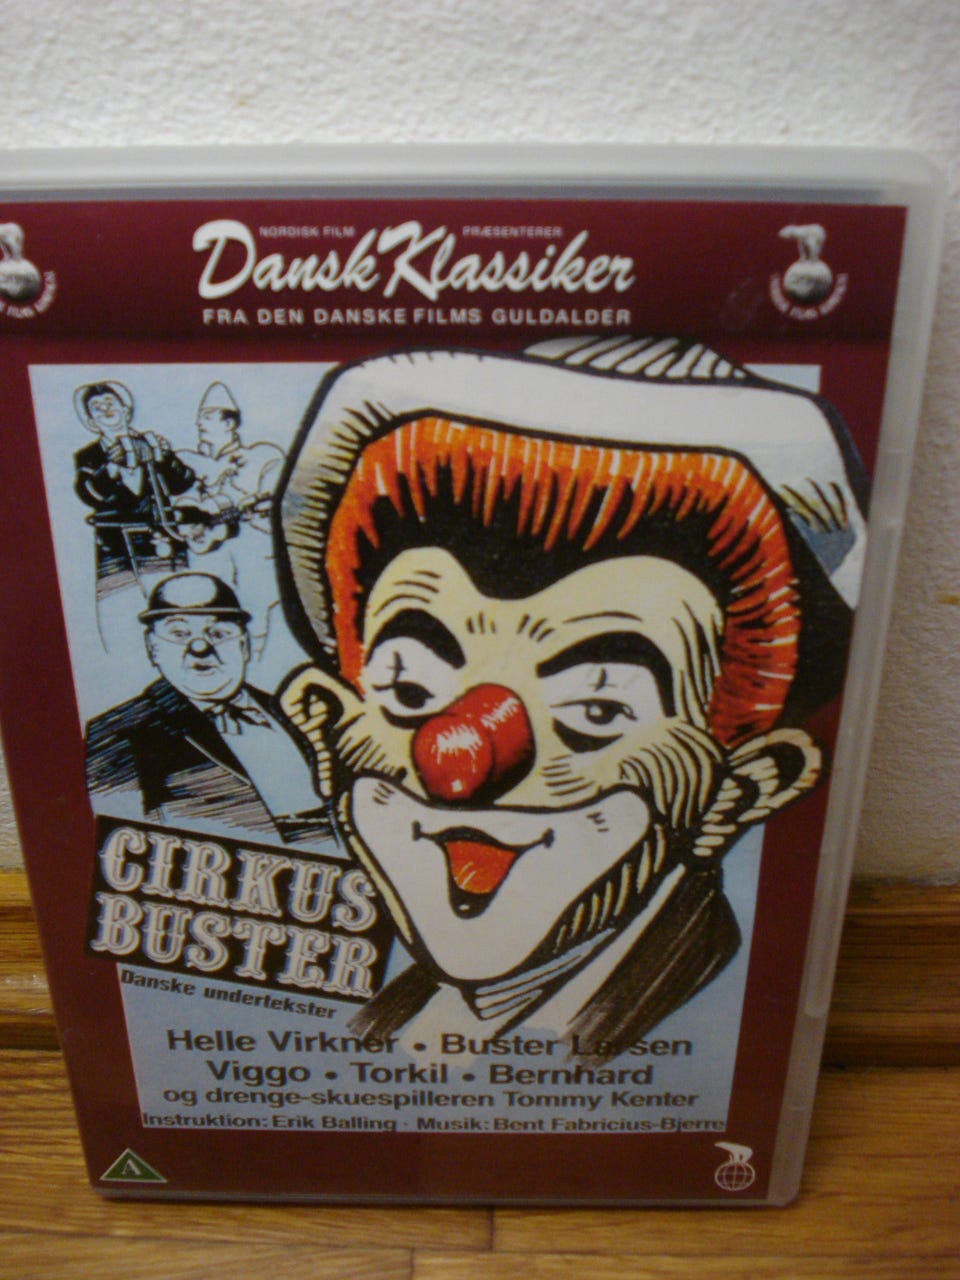 NORDISK FILM PRÆSENTERER
Dansk Klassiker
FRA DEN DANSKE FILMS GULDALDER
CIRKUS
BUSTER
Danske undertekster
Helle Virkner • Buster Larsen
Viggo • Torkil • Bernhard
og drenge-skuespilleren Tommy Kenter
Instruktion: Erik Balling · Musik: Bent Fabricius-Bjerre
A